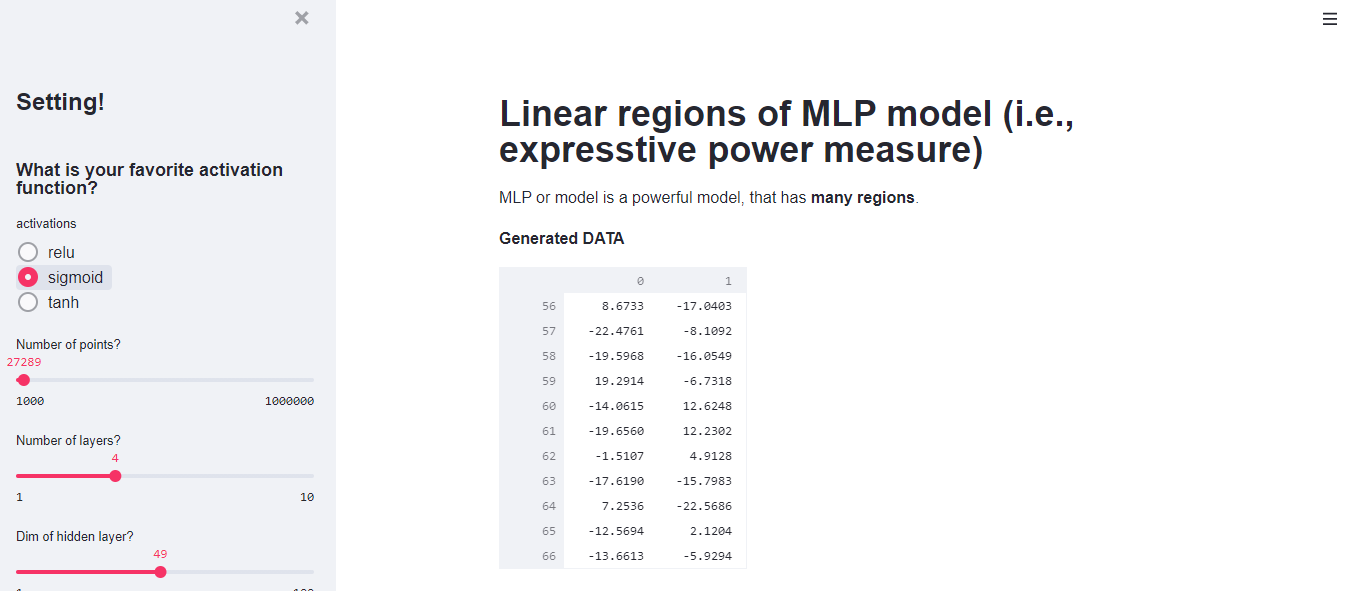 Setting!
What is your favorite activation
function?
activations
relu
sigmoid
tanh
Number of points?
27289
1000 1000000
Number of layers?
4
1 10
Dim of hidden layer?
49
Linear regions of MLP model (i.e.,
expresstive power measure)
MLP or model is a powerful model, that has many regions.
Generated DATA
0 1
56 8.6733 -17.0403
57 -22.4761 -8.1092
58 -19.5968 -16.0549
59 19.2914 -6.7318
60 -14.0615 12.6248
61 -19.6560 12.2302
62 -1.5107 4.9128
63 -17.6190 -15.7983
64 7.2536 -22.5686
65 -12.5694 2.1204
66 -13.6613 -5.9294